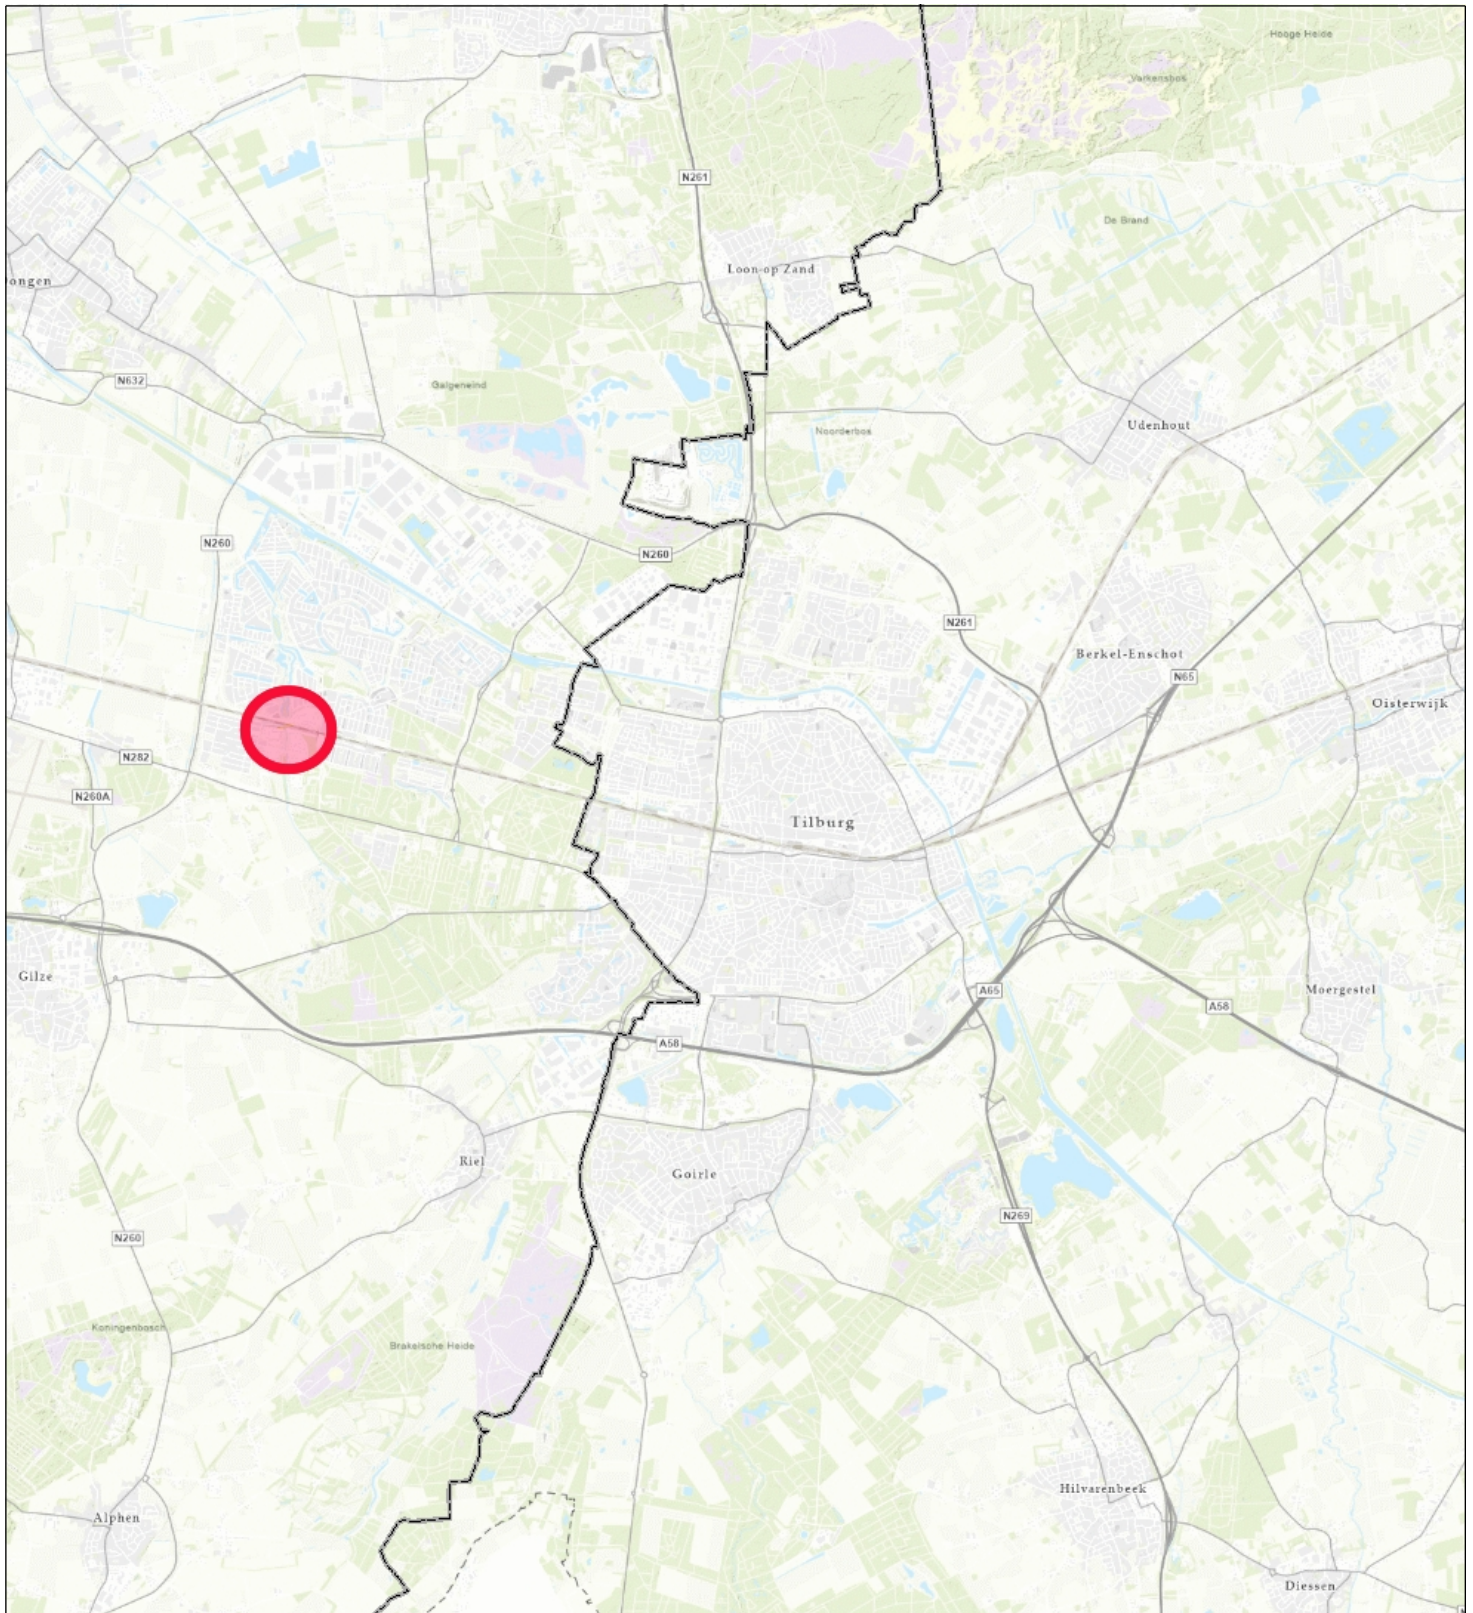 Hooge Heide
Varkensbos
N261
De Brand
Loon op Zand
ongen
N632
Galgeneind
Udenhout
Noorderbos
N260
N260
N261
Berkel-Enschot
N65
Oisterwijk
N282
N260A
Tilburg
Gilze
A65
Moergestel
A58
A58
Riel
Goirle
N269
N260
Koningenbosch
Brakelsche Heide
Hilvarenbeek
Alphen
Diessen